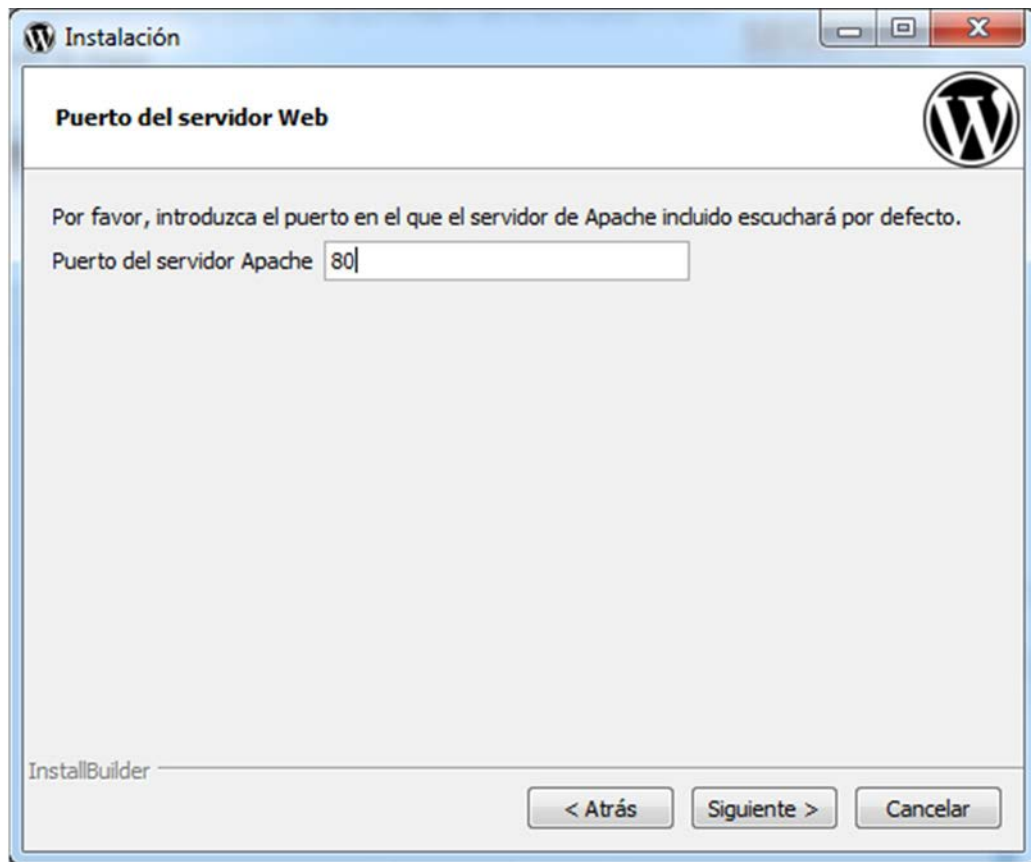 Instalación
Puerto del servidor Web
Por favor, introduzca el puerto en el que el servidor de Apache incluido escuchará por defecto.
Puerto del servidor Apache 80
InstallBuilder
< Atrás Siguiente > Cancelar